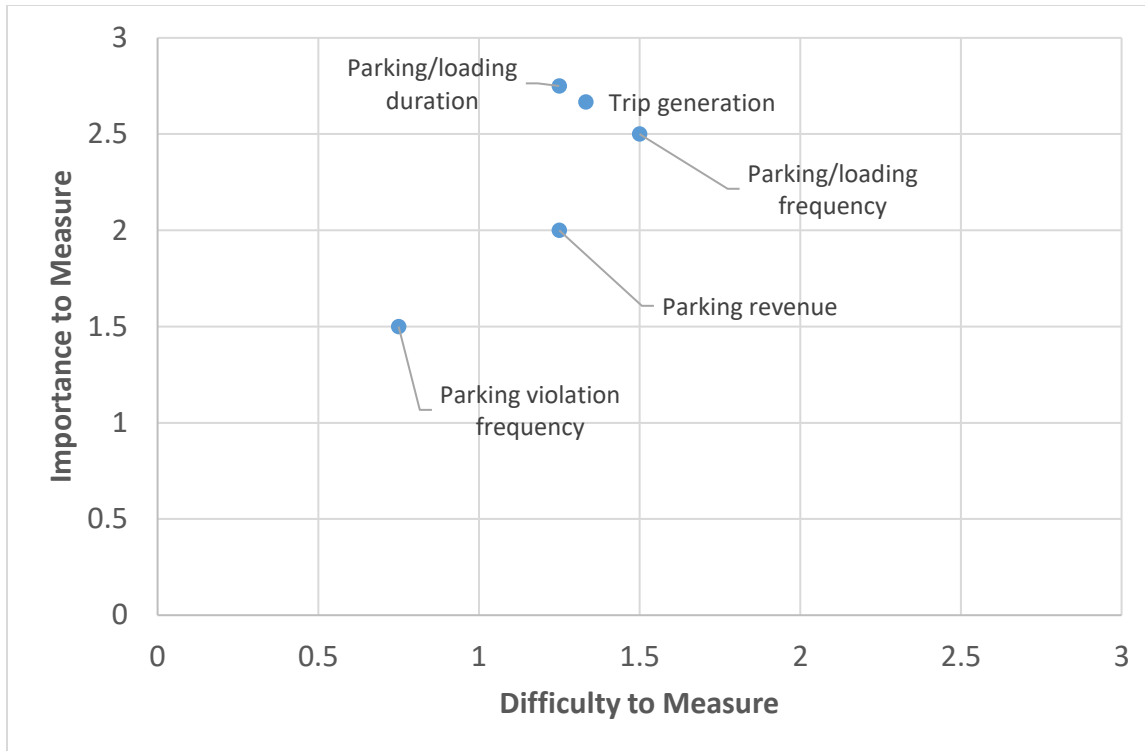 3
2.5
2
1.5
1
0.5
0
Importance to Measure
Parking/loading
duration
Trip generation
Parking/loading
frequency
Parking revenue
Parking violation
frequency
0 0.5 1 1.5 2 2.5 3
Difficulty to Measure